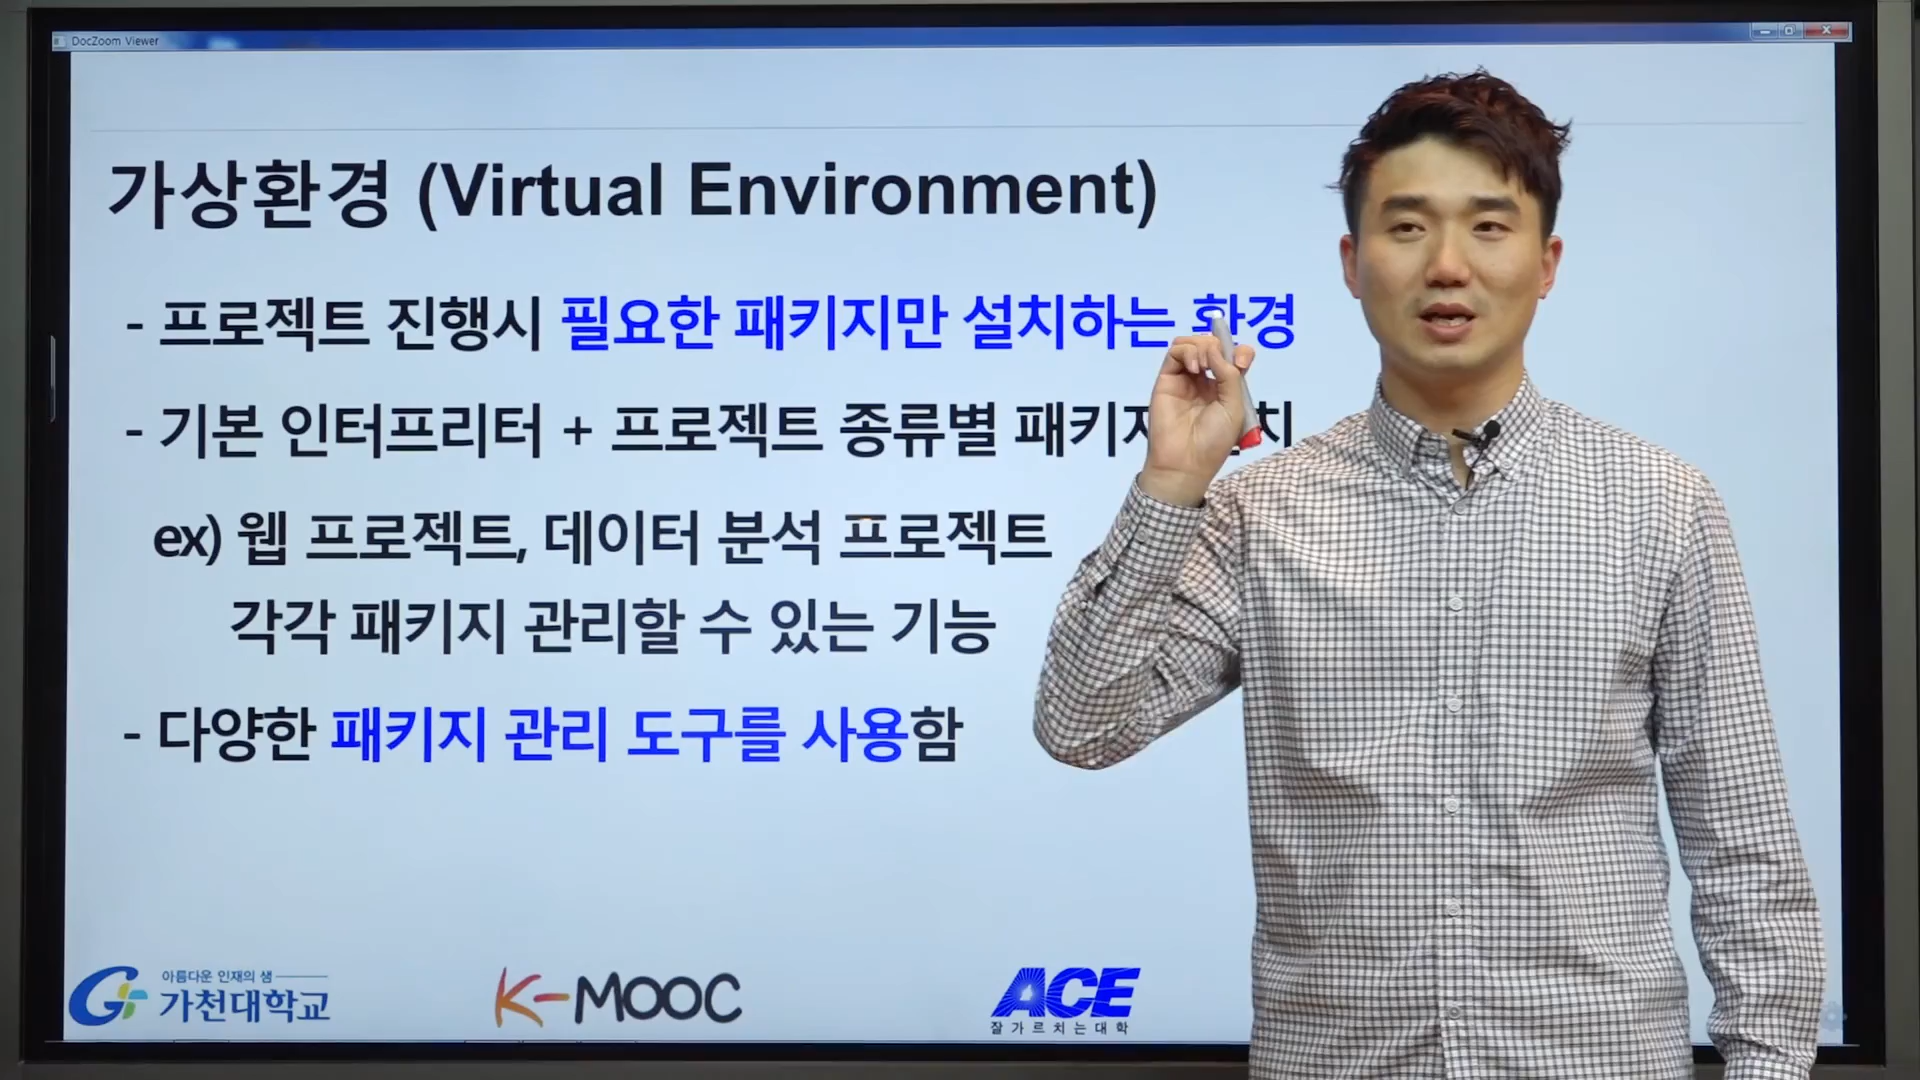 DocZoom Viewer
가상환경 (Virtual Environment)
- 프로젝트 진행시 필요한 패키지만 설치하는 환경
- 기본 인터프리터 + 프로젝트 종류별 패키지
ex) 웹 프로젝트, 데이터 분석 프로젝트
각각 패키지 관리할 수 있는 기능
- 다양한 패키지 관리 도구를 사용함
아름다운 인재의 샘
가천대학교
K-MOOC
ACE
잘가르치는대학